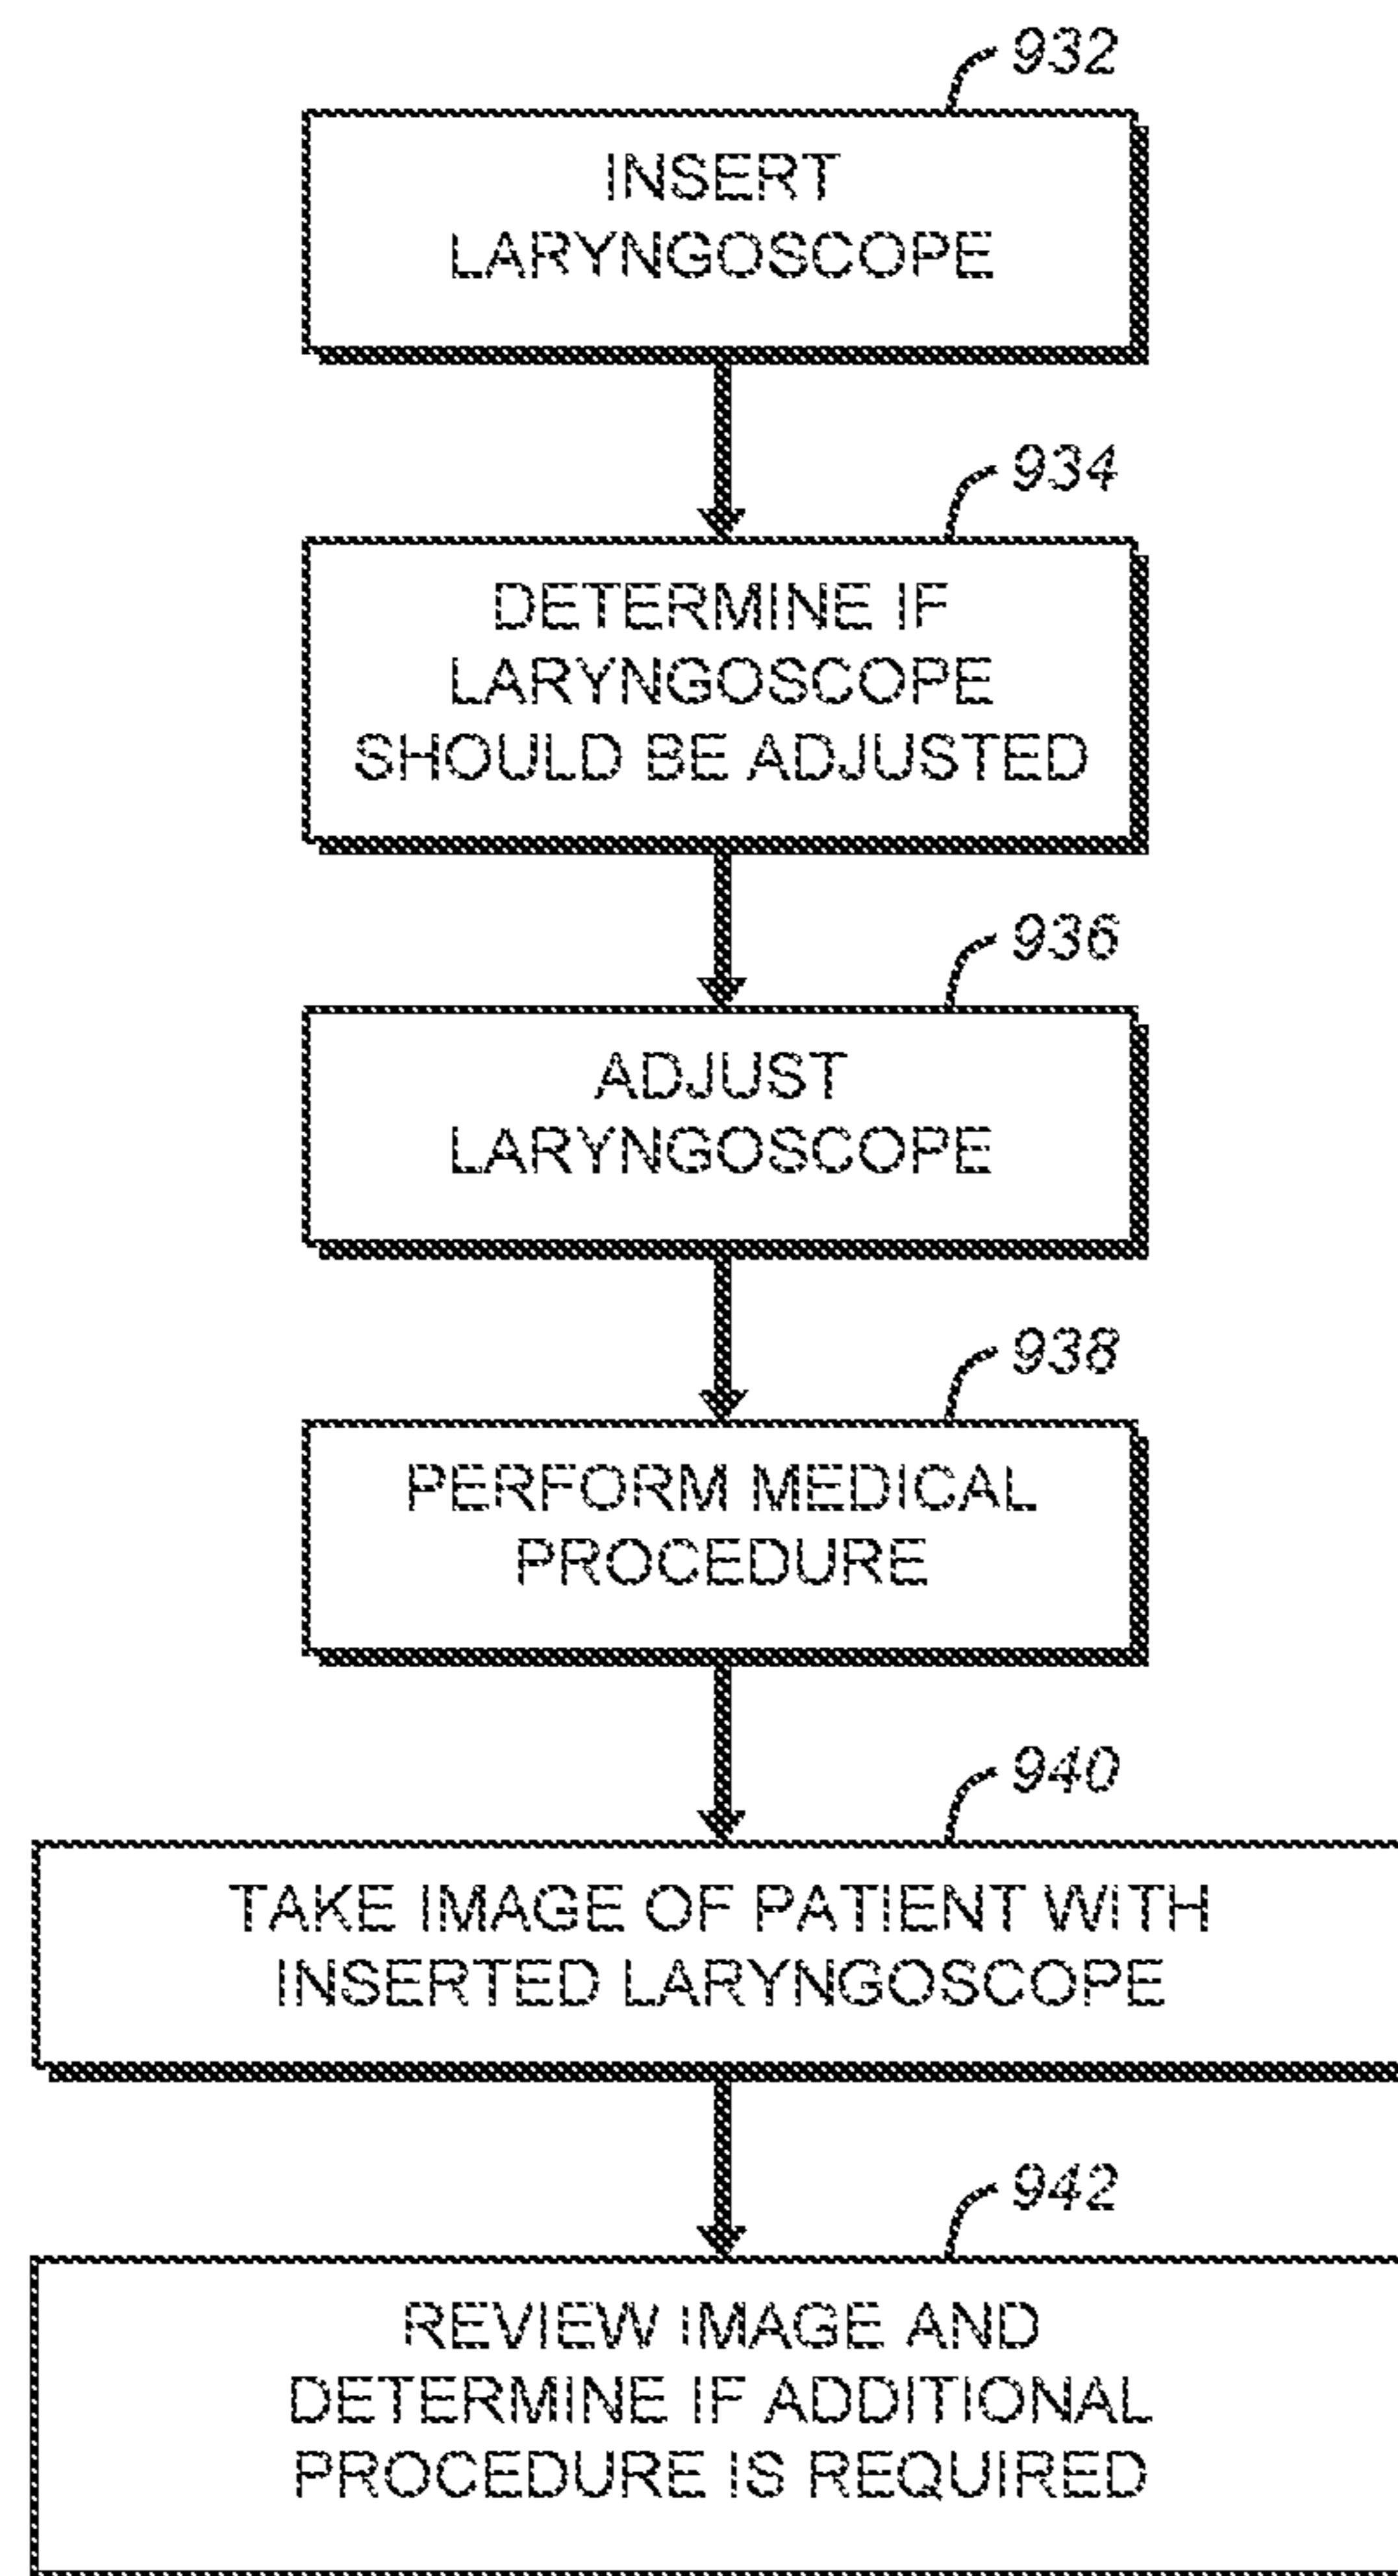 932
INSERT
LARYNGOSCOPE
934
DETERMINE IF
LARYNGOSCOPE
SHOULD BE ADJUSTED
936
ADJUST
LARYNGOSCOPE
938
PERFORM MEDICAL
PROCEDURE
940
TAKE IMAGE OF PATIENT WITH
INSERTED LARYNGOSCOPE
942
REVIEW IMAGE AND
DETERMINE IF ADDITIONAL
PROCEDURE IS REQUIRED